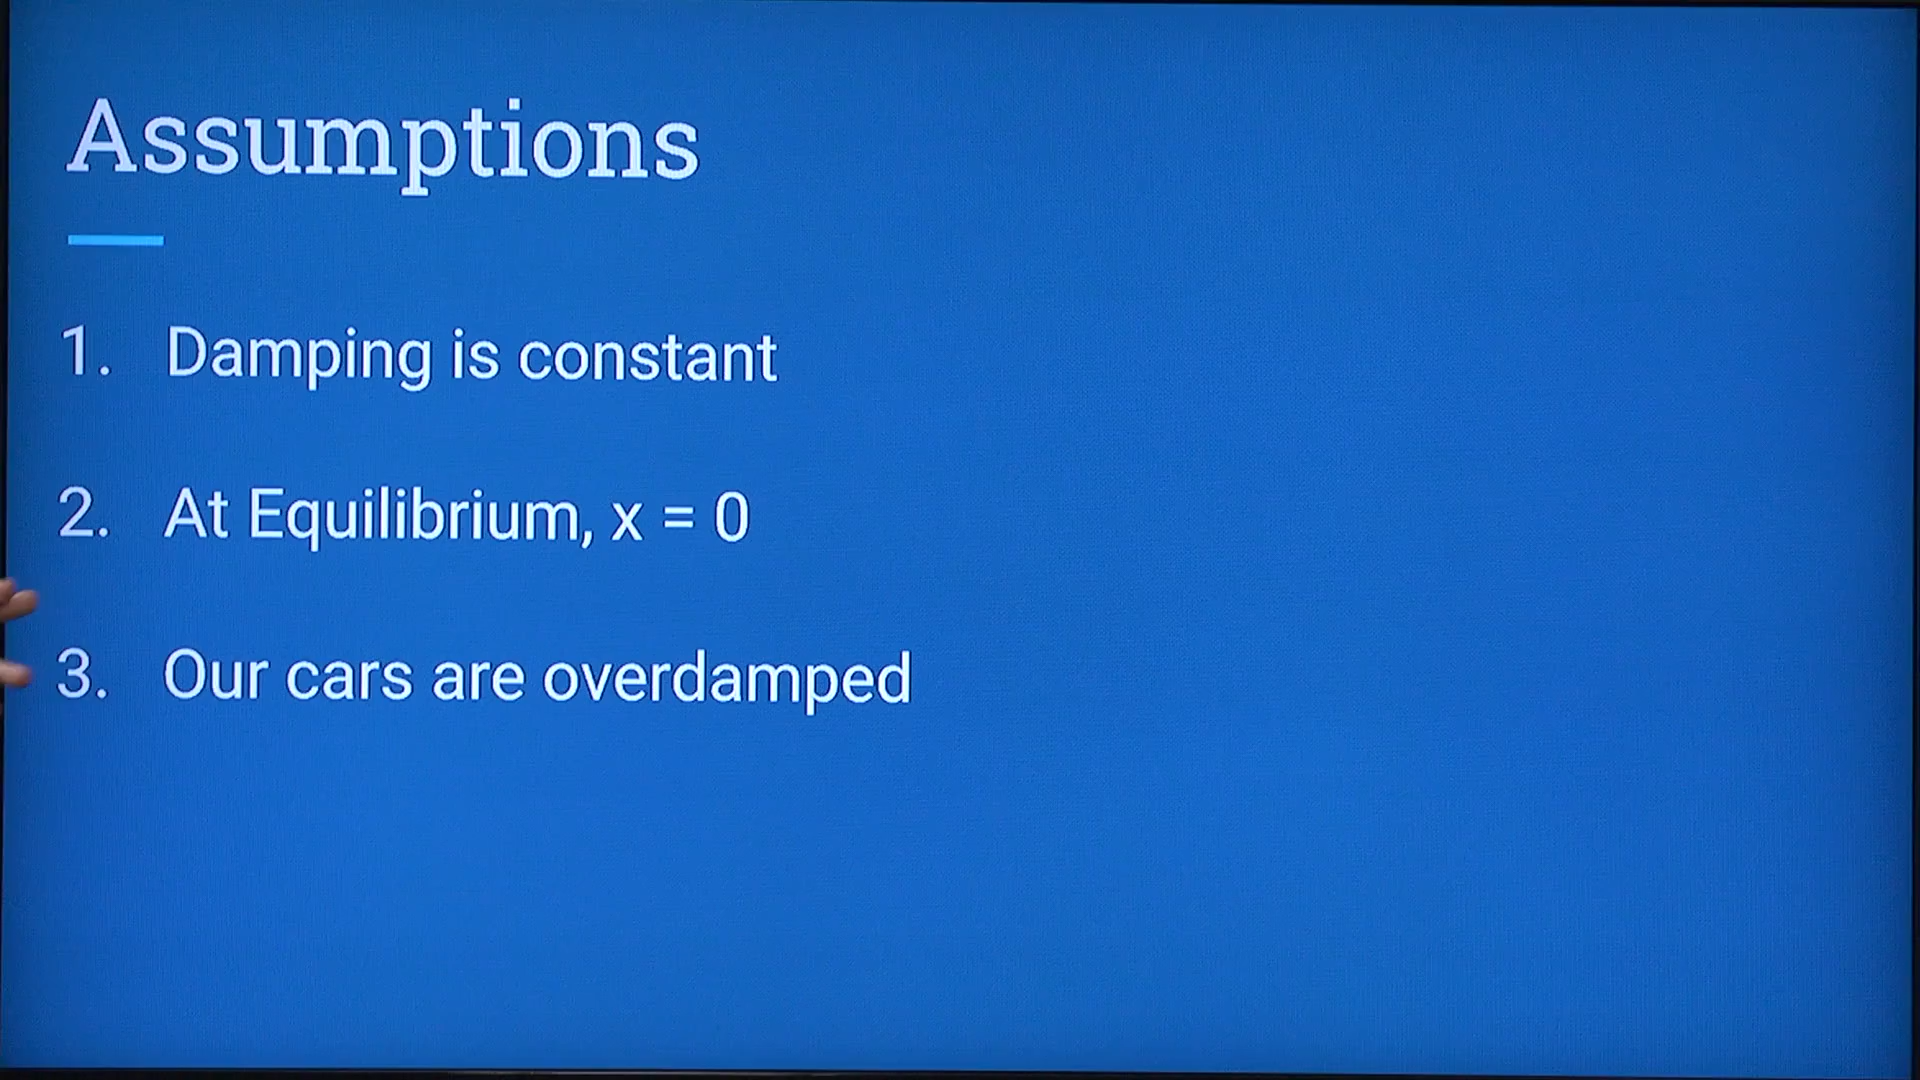 Assumptions
1. Damping is constant
2. At Equilibrium, x = 0
3. Our cars are overdamped